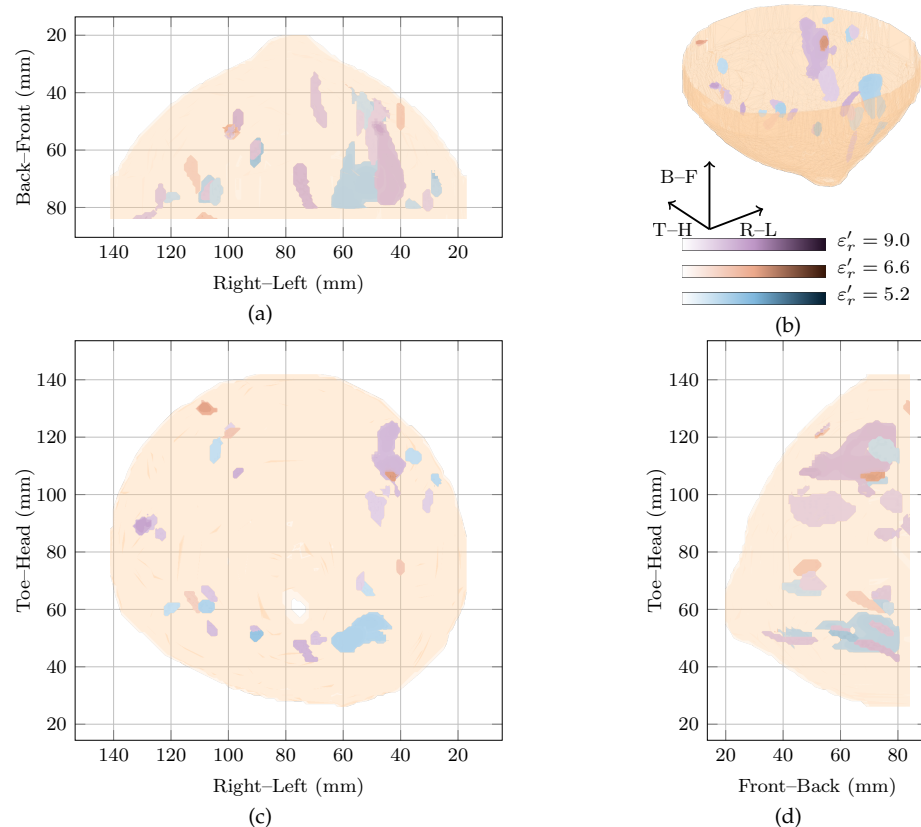 20
40
60
80
Back–Front (mm)
140
120
100
80
60
40
20
Right–Left (mm)
(a)
B–F
T–H
R–L
ε′r = 9.0
ε′r = 6.6
ε′r = 5.2
(b)
140
120
100
80
60
40
20
Toe–Head (mm)
140
120
100
80
60
40
20
Right–Left (mm)
(c)
140
120
100
80
60
40
20
Toe–Head (mm)
20
40
60
80
Front–Back (mm)
(d)